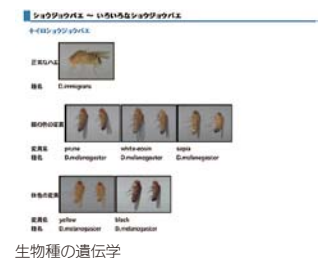 ショウジョウバエ ～ いろいろなショウジョウバエ
キイロショウジョウバエ
正常なハエ
種名 D.immigrans
眼の色の変異
変異名 prune white-eosin sepia
種名 D.melanogaster D.melanogaster D.melanogaster
体色の変異
変異名 yellow black
種名 D.melanogaster D.melanogaster
生物種の遺伝学